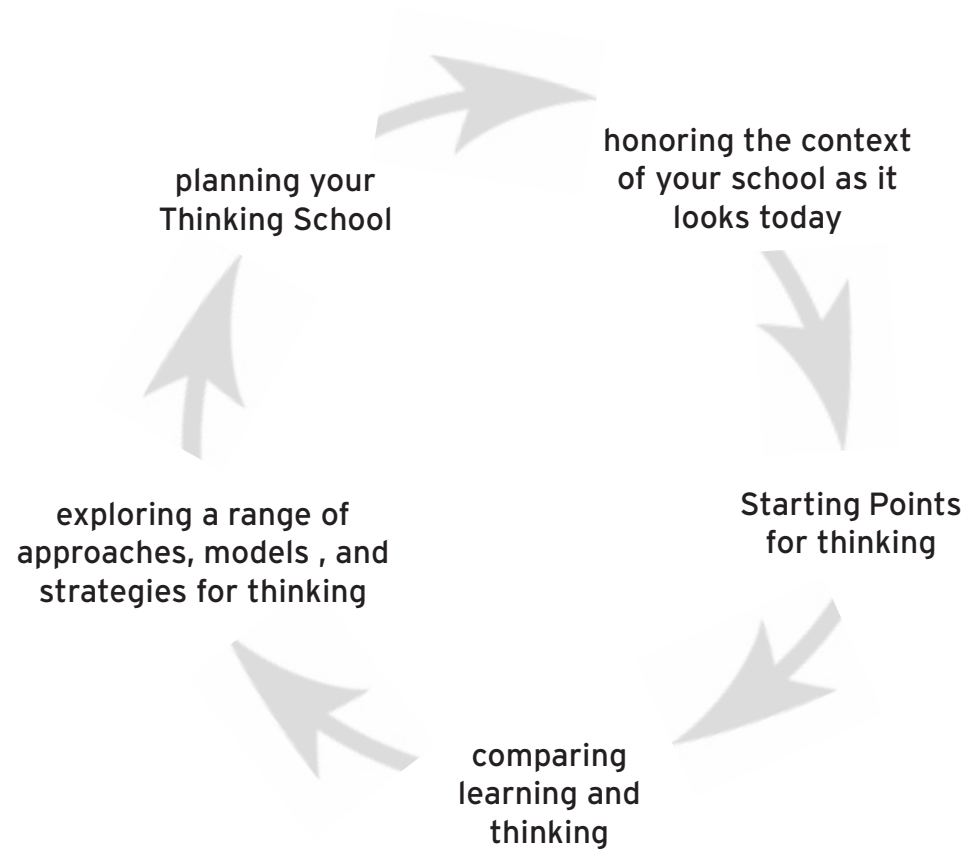 planning your
Thinking School
honoring the context
of your school as it
looks today
Starting Points
for thinking
comparing
learning and
thinking
exploring a range of
approaches, models , and
strategies for thinking